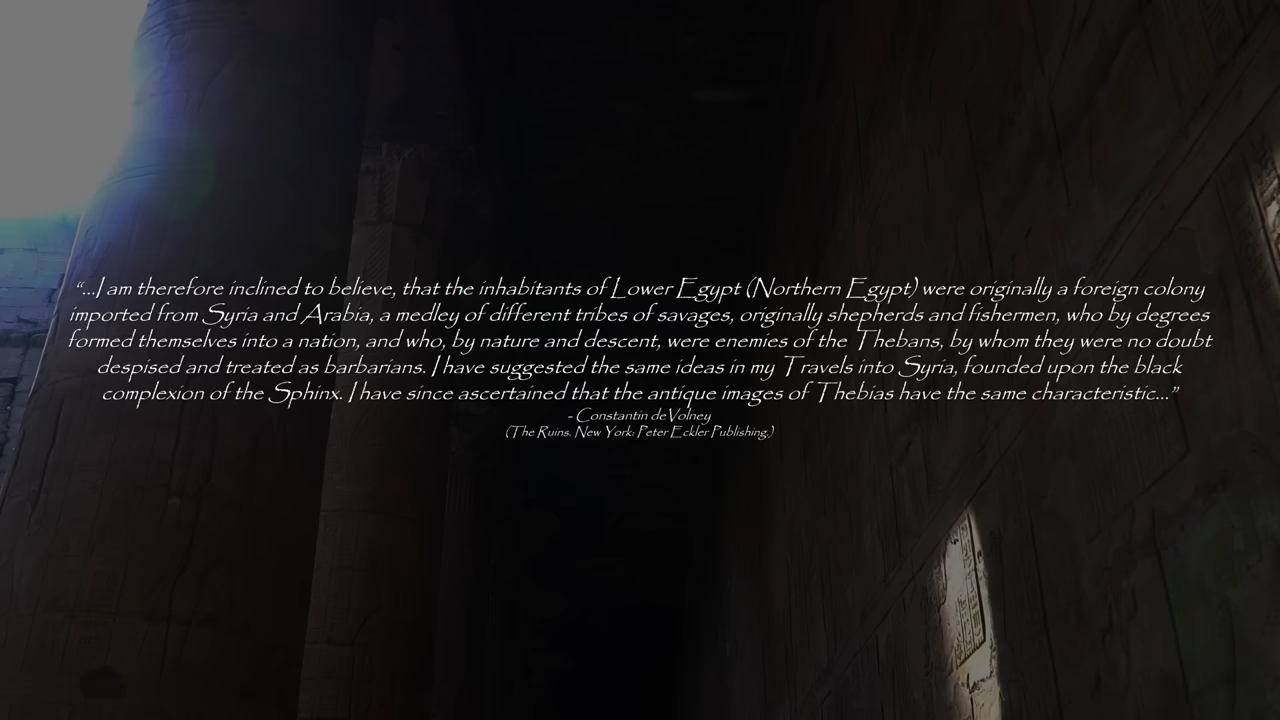 “...I am therefore inclined to believe, that the inhabitants of Lower Egypt (Northern Egypt) were originally a foreign colony
imported from Syria and Arabia, a medley of different tribes of savages, originally shepherds and fishermen, who by degrees
formed themselves into a nation, and who, by nature and descent, were enemies of the Thebans, by whom they were no doubt
despised and treated as barbarians. I have suggested the same ideas in my Travels into Syria, founded upon the black
complexion of the Sphinx. I have since ascertained that the antique images of Thebias have the same characteristic...”
- Constantin de Volney
(The Ruins. New York: Peter Eckler Publishing.)